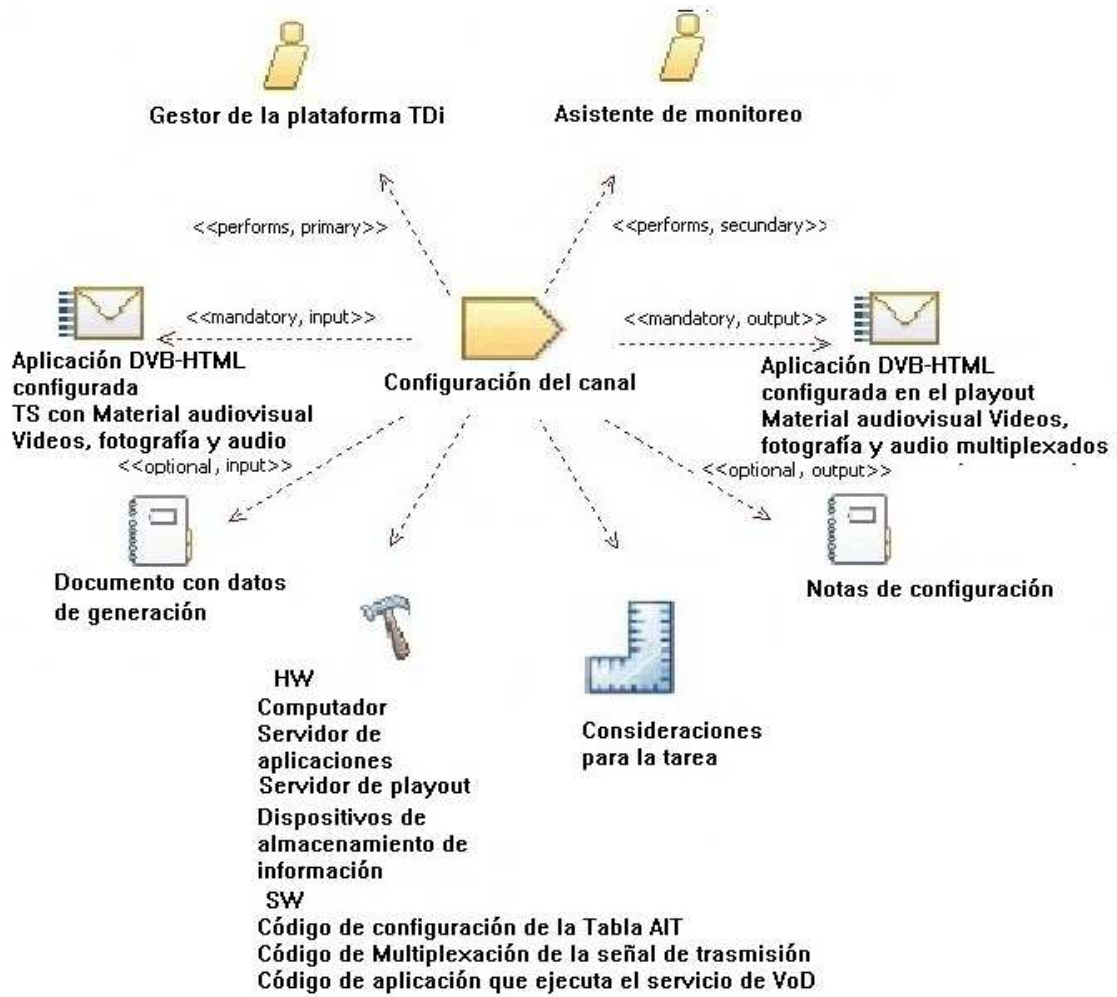 Gestor de la plataforma TDi
Asistente de monitoreo
<<performs, primary>>
<<performs, secundary>>
<<mandatory, input>>
<<mandatory, output>>
Aplicación DVB-HTML
configurada
TS con Material audiovisual
Videos, fotografía y audio
Configuración del canal
Aplicación DVB-HTML
configurada en el playout
Material audiovisual Videos,
fotografía y audio multiplexados
<<optional, input>>
<<optional, output>>
Documento con datos
de generación
Notas de configuración
HW
Computador
Servidor de
aplicaciones
Servidor de playout
Dispositivos de
almacenamiento de
información
SW
Código de configuración de la Tabla AIT
Código de Multiplexación de la señal de trasmisión
Código de aplicación que ejecuta el servicio de VoD
Consideraciones
para la tarea